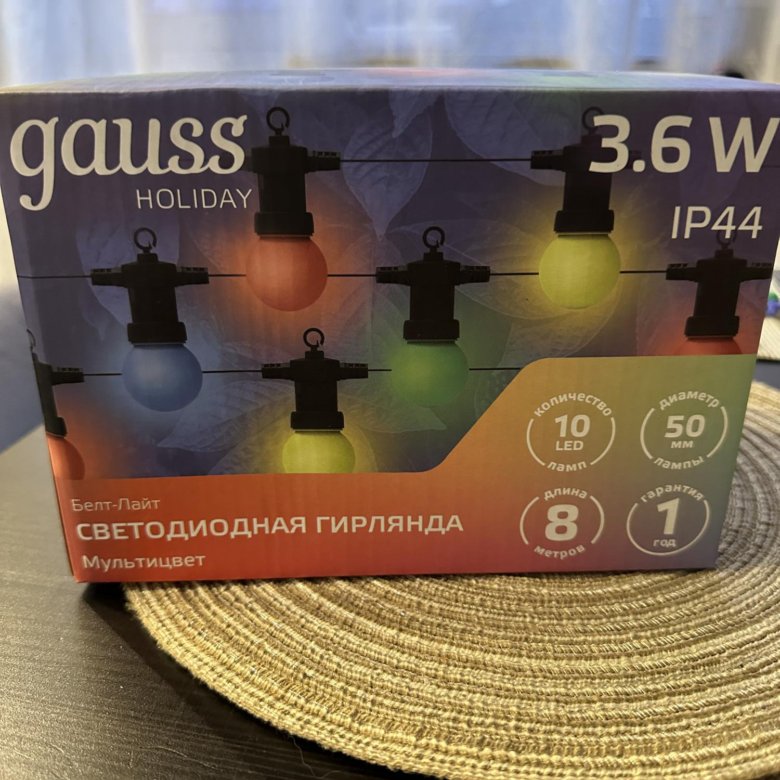 gauss
HOLIDAY
3.6 W
IP44
количество
10
LED
ламп
диаметр
50
мм
лампы
Белт-Лайт
СВЕТОДИОДНАЯ ГИРЛЯНДА
Мультицвет
длина
8
метров
гарантия
1
год